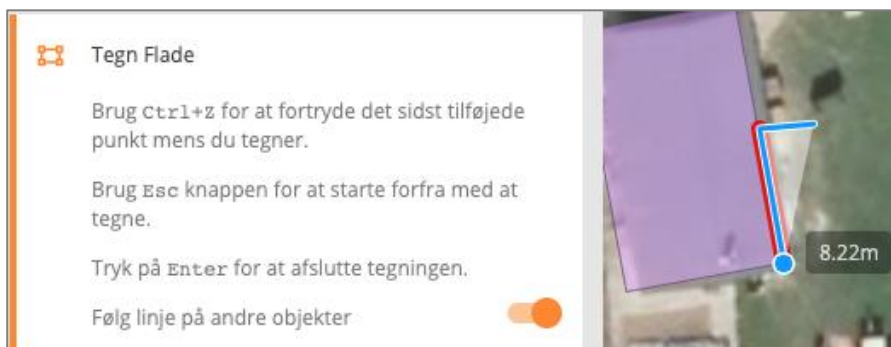 Tegn Flade
Brug Ctrl+Z for at fortryde det sidst tilføjede
punkt mens du tegner.
Brug Esc knappen for at starte forfra med at
tegne.
Tryk på Enter for at afslutte tegningen.
Følg linje på andre objekter
8.22m